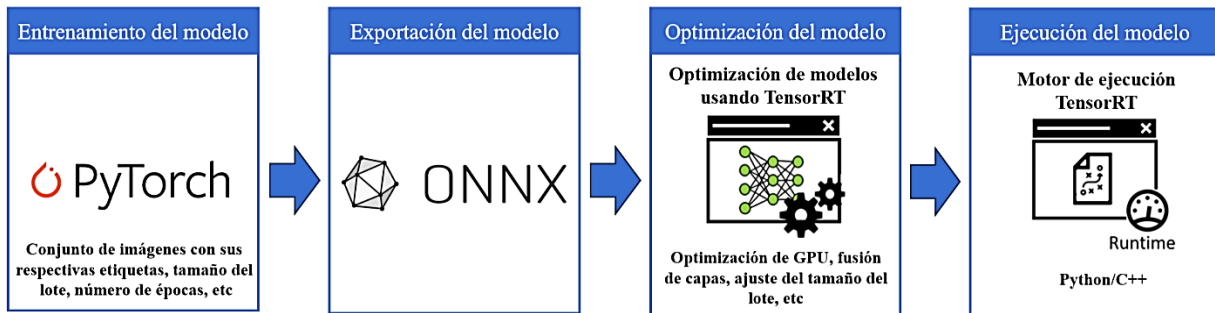 Entrenamiento del modelo
PyTorch
Conjunto de imágenes con sus
respectivas etiquetas, tamaño del
lote, número de épocas, etc
Exportación del modelo
ONNX
Optimización del modelo
Optimización de modelos
usando TensorRT
Optimización de GPU, fusión
de capas, ajuste del tamaño del
lote, etc
Ejecución del modelo
Motor de ejecución
TensorRT
Runtime
Python/C++